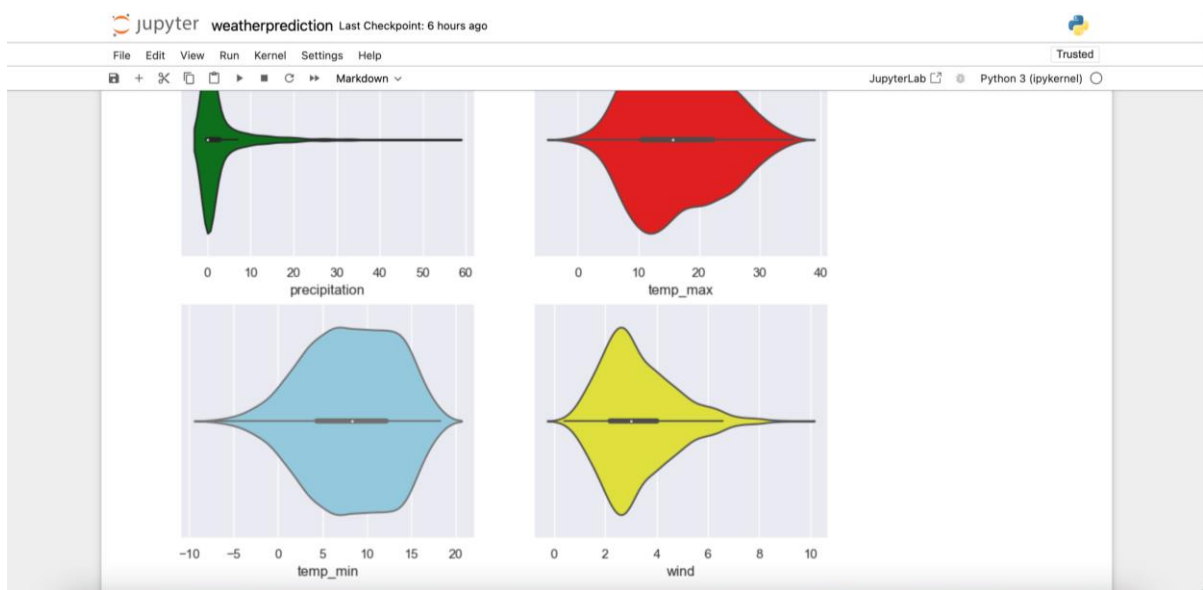 jupyter weatherprediction Last Checkpoint: 6 hours ago
File Edit View Run Kernel Settings Help Trusted
Markdown JupyterLab Python 3 (ipykernel)
0 10 20 30 40 50 60
precipitation
0 10 20 30 40
temp_max
−10 −5 0 5 10 15 20
temp_min
0 2 4 6 8 10
wind